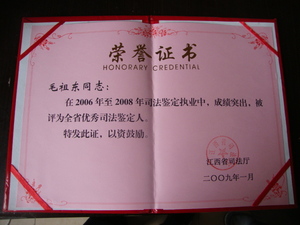 荣誉证书
HONORARY CREDENTIAL
毛祖东同志:
在2006年至2008年司法鉴定执业中，成绩突出，被
评为全省优秀司法鉴定人。
特发此证，以资鼓励。
江西省司法厅
二〇〇九年一月